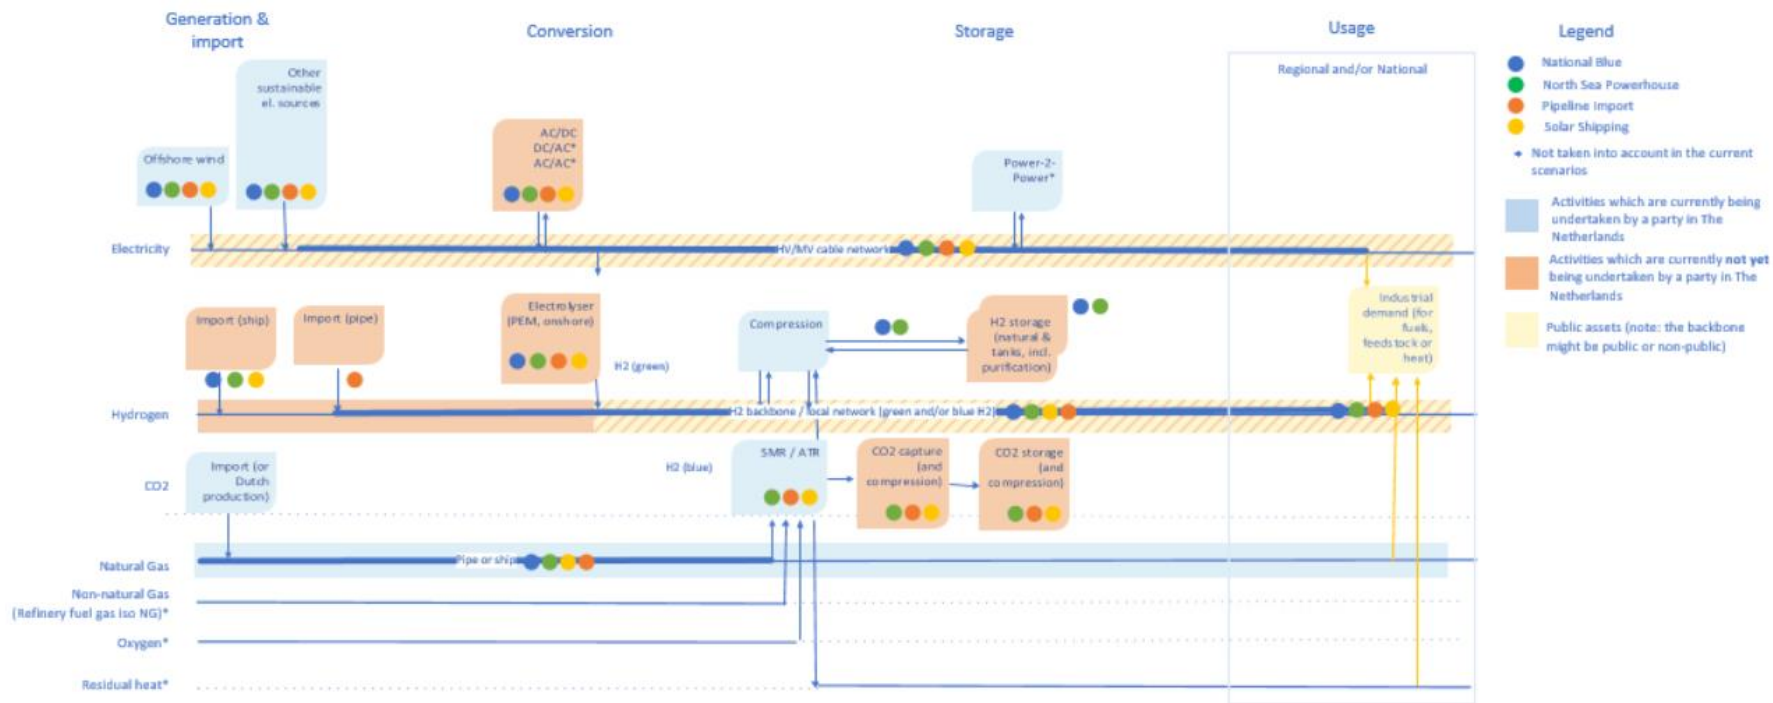 Generation &
import
Conversion
Storage
Usage
Legend
Regional and/or National
National Blue
North Sea Powerhouse
Pipeline Import
Solar Shipping
Not taken into account in the current
scenarios
Activities which are currently being
undertaken by a party in The
Netherlands
Activities which are currently not yet
being undertaken by a party in The
Netherlands
Public assets (note: the backbone
might be public or non-public)
Other
sustainable
el. sources
Offshore wind
AC/DC
DC/AC*
AC/AC*
Power-2-
Power*
Electricity
HV/MV cable network
Import (ship)
Import (pipe)
Electrolyser
(PEM, onshore)
H2 (green)
Compression
H2 storage
(natural &
tanks, incl.
purification)
Industrial
demand (for
fuels,
feedstock or
heat)
Hydrogen
H2 backbone / local network (green and/or blue H2)
CO2
Import (or
Dutch
production)
H2 (blue)
SMR / ATR
CO2 capture
(and
compression)
CO2 storage
(and
compression)
Natural Gas
Pipe or ship
Non-natural Gas
(Refinery fuel gas iso NG)*
Oxygen*
Residual heat*